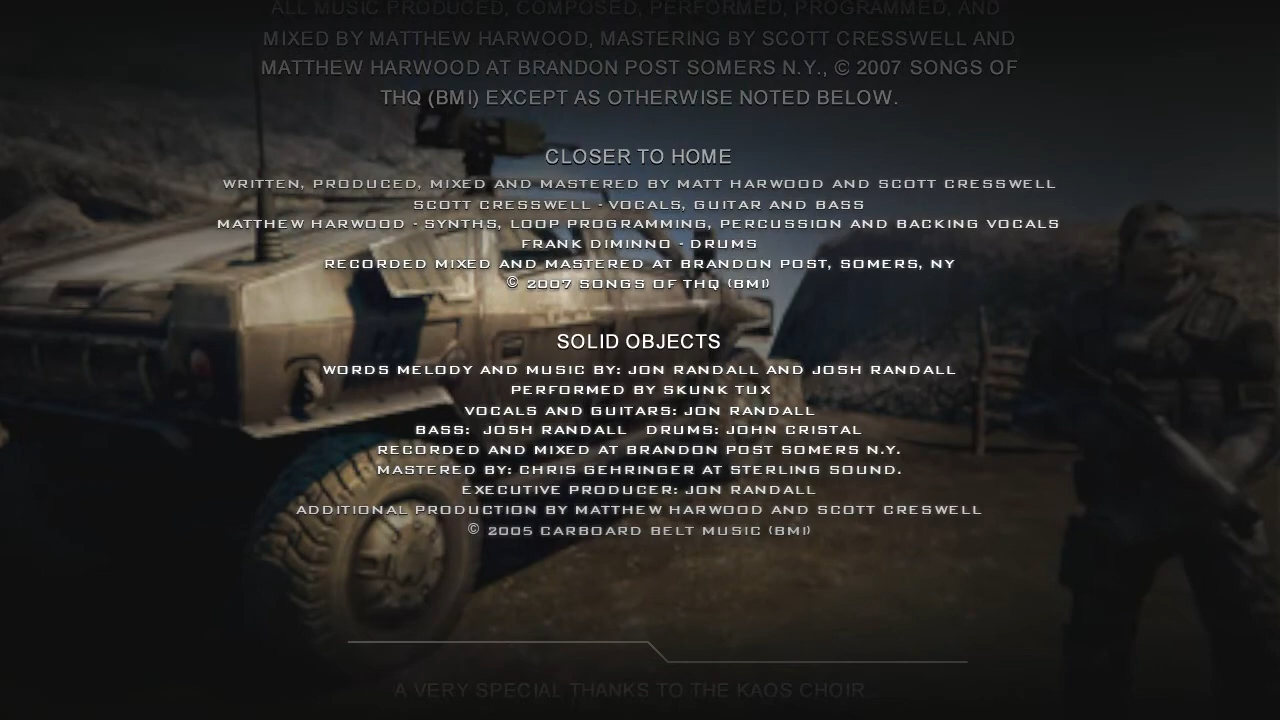 ALL MUSIC PRODUCED, COMPOSED, PERFORMED, PROGRAMMED, AND
MIXED BY MATTHEW HARWOOD, MASTERING BY SCOTT CRESSWELL AND
MATTHEW HARWOOD AT BRANDON POST SOMERS N.Y., © 2007 SONGS OF
THQ (BMI) EXCEPT AS OTHERWISE NOTED BELOW.
CLOSER TO HOME
WRITTEN, PRODUCED, MIXED AND MASTERED BY MATT HARWOOD AND SCOTT CRESSWELL
SCOTT CRESSWELL - VOCALS, GUITAR AND BASS
MATTHEW HARWOOD - SYNTHS, LOOP PROGRAMMING, PERCUSSION AND BACKING VOCALS
FRANK DIMINNO - DRUMS
RECORDED MIXED AND MASTERED AT BRANDON POST, SOMERS, NY
© 2007 SONGS OF THQ (BMI)
SOLID OBJECTS
WORDS MELODY AND MUSIC BY: JON RANDALL AND JOSH RANDALL
PERFORMED BY SKUNK TUX
VOCALS AND GUITARS: JON RANDALL
BASS: JOSH RANDALL DRUMS: JOHN CRISTAL
RECORDED AND MIXED AT BRANDON POST SOMERS N.Y.
MASTERED BY: CHRIS GEHRINGER AT STERLING SOUND.
EXECUTIVE PRODUCER: JON RANDALL
ADDITIONAL PRODUCTION BY MATTHEW HARWOOD AND SCOTT CRESWELL
© 2005 CARBOARD BELT MUSIC (BMI)
A VERY SPECIAL THANKS TO THE KAOS CHOIR